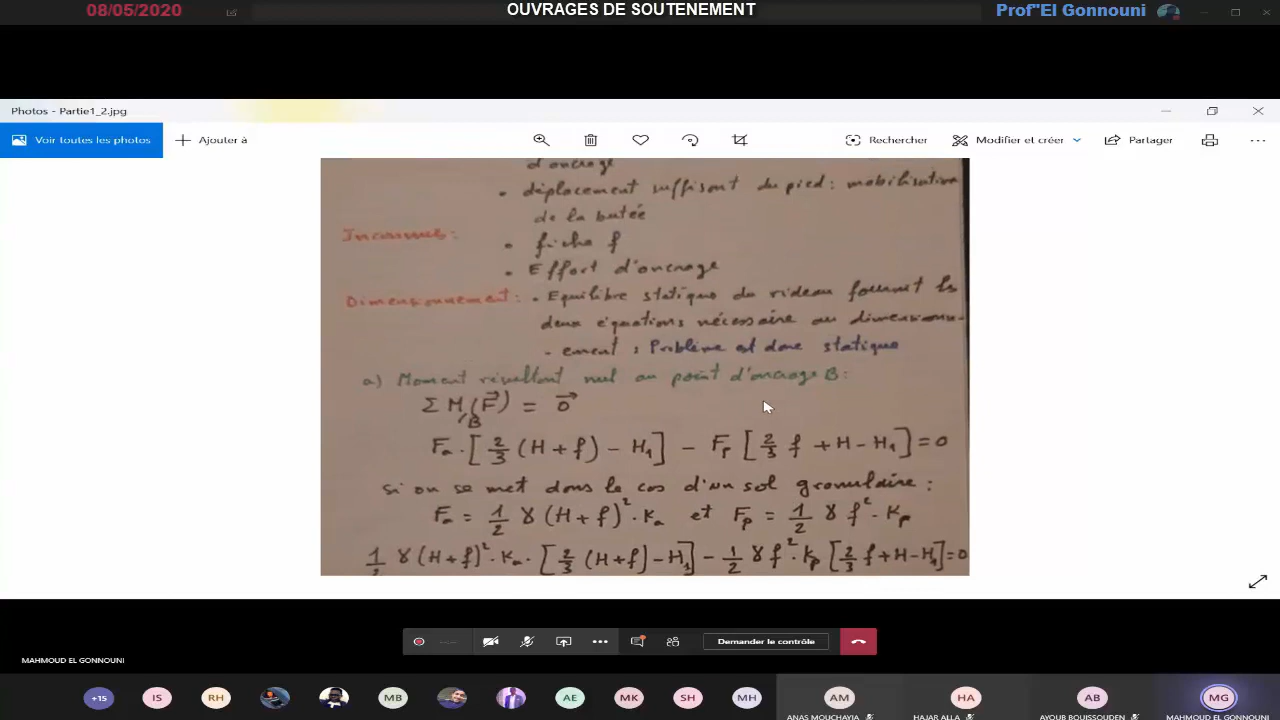 08/05/2020
OUVRAGES DE SOUTENEMENT
Prof"El Gonnouni
Photos - Partie1_2.jpg
Voir toutes les photos
Ajouter à
Rechercher
Modifier et créer
Partager
d'ancrage
• déplacement suffisant du pied : mobilisation
de la butée
Inconnues :
• fiche f
• Effort d'ancrage
Dimensionnement : • Equilibre statique du rideau fournit les
deux équations nécessaire au dimensionn-
- ement : Problème est donc statique
a) Moment résultant nul au point d'ancrage B :
Σ M/B (F⃗) = 0⃗
Fa . [2/3 (H + f) - H1] - Fp [2/3 f + H - H1] = 0
si on se met dans le cas d'un sol granulaire :
Fa = 1/2 γ (H + f)² . Ka et Fp = 1/2 γ f² . Kp
1/2 γ (H + f)² . Ka . [2/3 (H + f) - H1] - 1/2 γ f² . Kp [2/3 f + H - H1] = 0
Demander le contrôle
MAHMOUD EL GONNOUNI
+15
IS
RH
MB
AE
MK
SH
MH
AM
HA
AB
MG
ANAS MOUCHAYIA
HAJAR ALLA
AYOUB BOUISSOUDEN
MAHMOUD EL GONNOUNI